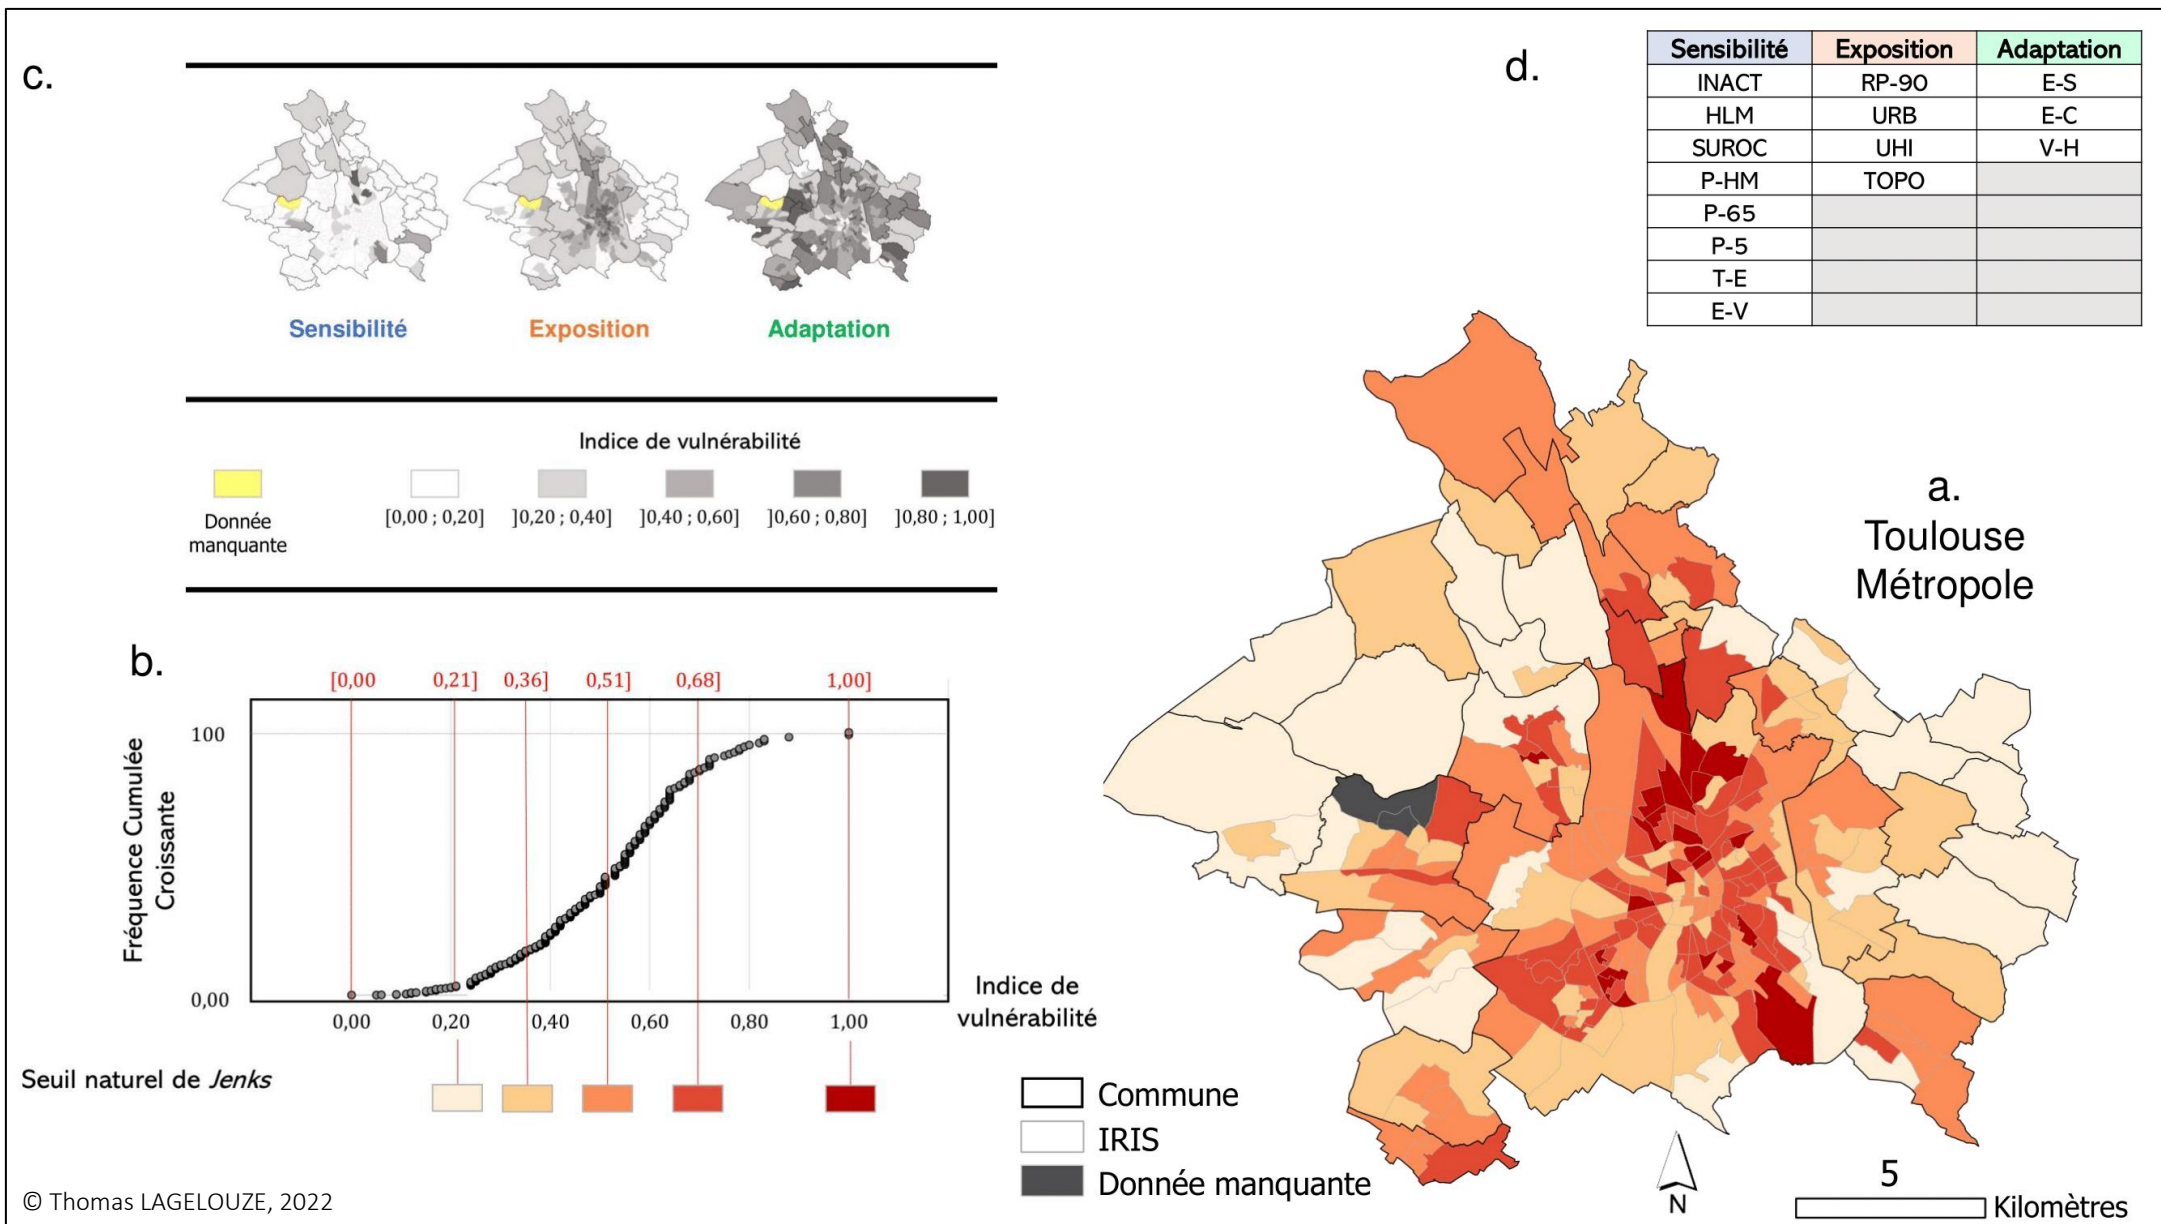 c.
Sensibilité
Exposition
Adaptation
Indice de vulnérabilité
Donnée
manquante
[0,00 ; 0,20]
]0,20 ; 0,40]
]0,40 ; 0,60]
]0,60 ; 0,80]
]0,80 ; 1,00]
b.
[0,00
0,21]
0,36]
0,51]
0,68]
1,00]
Fréquence Cumulée
Croissante
100
0,00
0,00
0,20
0,40
0,60
0,80
1,00
Indice de
vulnérabilité
Seuil naturel de Jenks
© Thomas LAGELOUZE, 2022
d.
Sensibilité Exposition Adaptation
INACT RP-90 E-S
HLM URB E-C
SUROC UHI V-H
P-HM TOPO
P-65
P-5
T-E
E-V
a.
Toulouse
Métropole
Commune
IRIS
Donnée manquante
N
5
Kilomètres